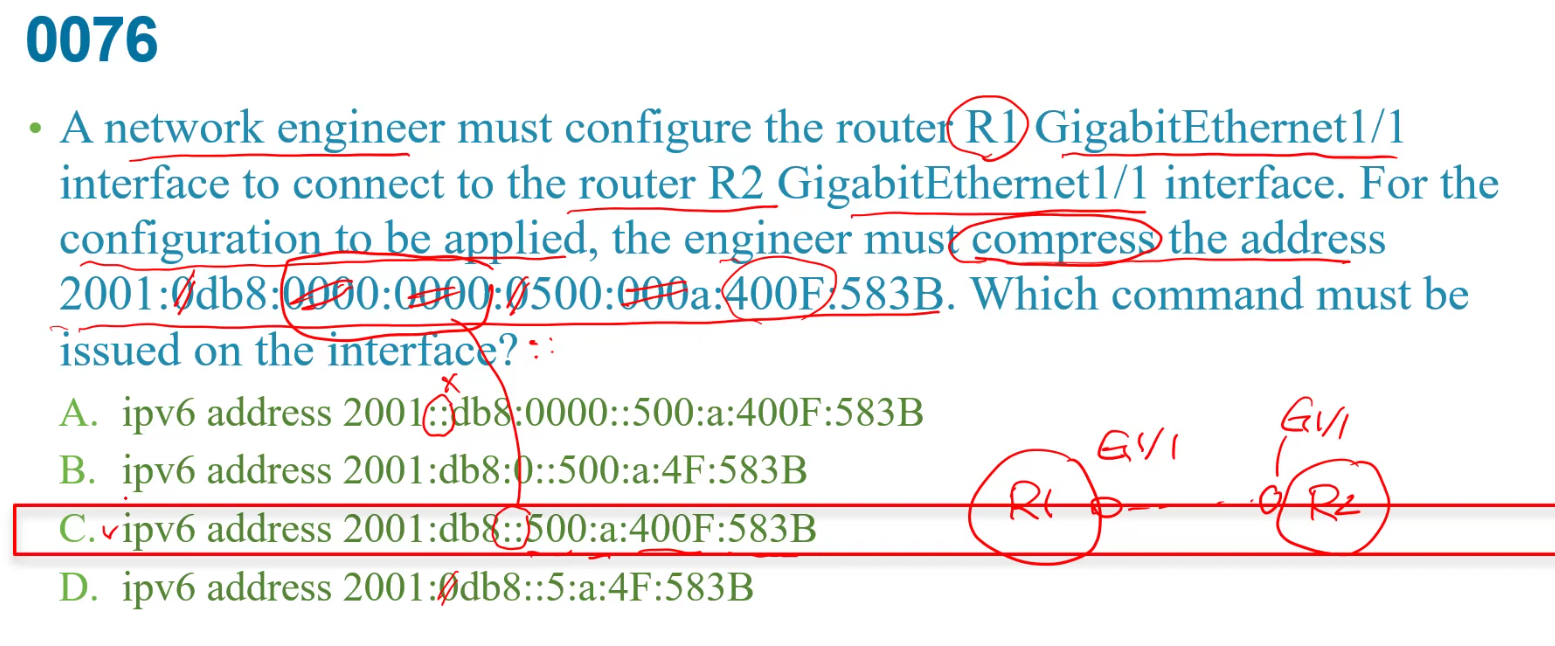 0076
• A network engineer must configure the router R1 GigabitEthernet1/1
interface to connect to the router R2 GigabitEthernet1/1 interface. For the
configuration to be applied, the engineer must compress the address
2001:0db8:0000:0000:0500:000a:400F:583B. Which command must be
issued on the interface? ::
A. ipv6 address 2001::db8:0000::500:a:400F:583B
x
B. ipv6 address 2001:db8:0::500:a:4F:583B
C. ipv6 address 2001:db8::500:a:400F:583B
D. ipv6 address 2001:0db8::5:a:4F:583B
G1/1
G1/1
R1
R2